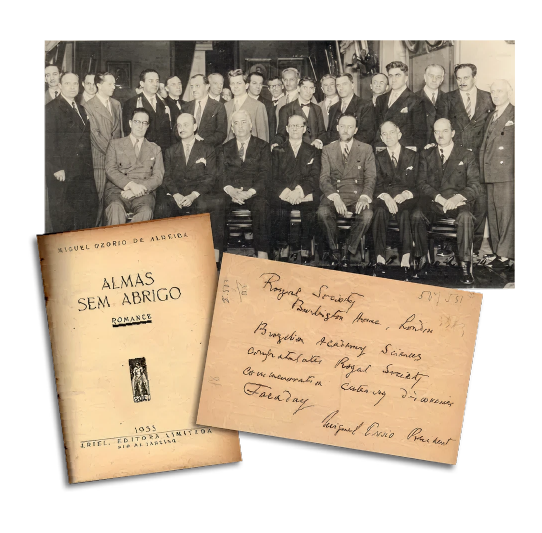 MIGUEL OZORIO DE ALMEIDA
ALMAS
SEM ABRIGO
ROMANCE
1933
ARIEL, EDITORA LIMITADA
RIO DE JANEIRO
Royal Society
Burlington House, London
Brazilian Academy Sciences
congratulates Royal Society
commemoration centenary discoveries
Faraday
Miguel Osorio President